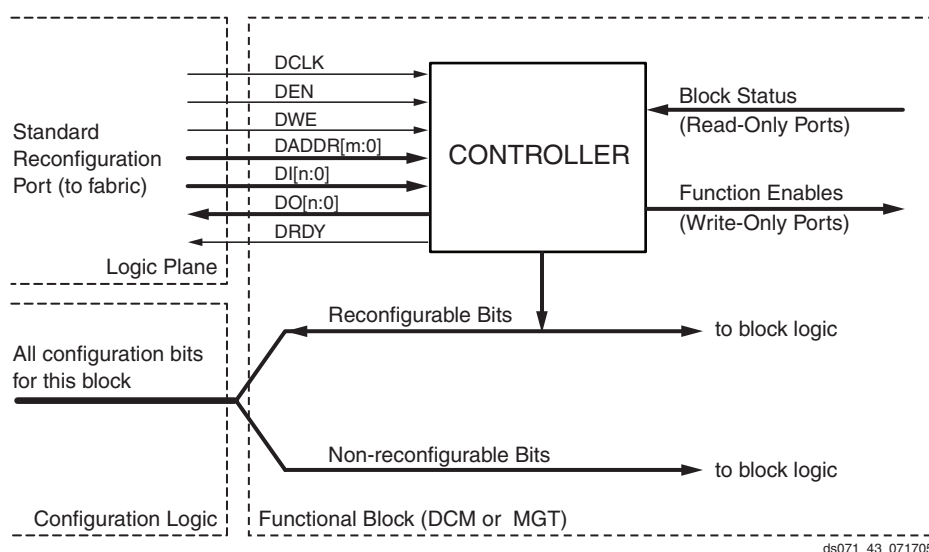 DCLK
DEN
DWE
DADDR[m:0]
DI[n:0]
DO[n:0]
DRDY
Standard
Reconfiguration
Port (to fabric)
Logic Plane
CONTROLLER
Block Status
(Read-Only Ports)
Function Enables
(Write-Only Ports)
Reconfigurable Bits
to block logic
All configuration bits
for this block
Non-reconfigurable Bits
to block logic
Configuration Logic
Functional Block (DCM or MGT)
ds071_43_071705